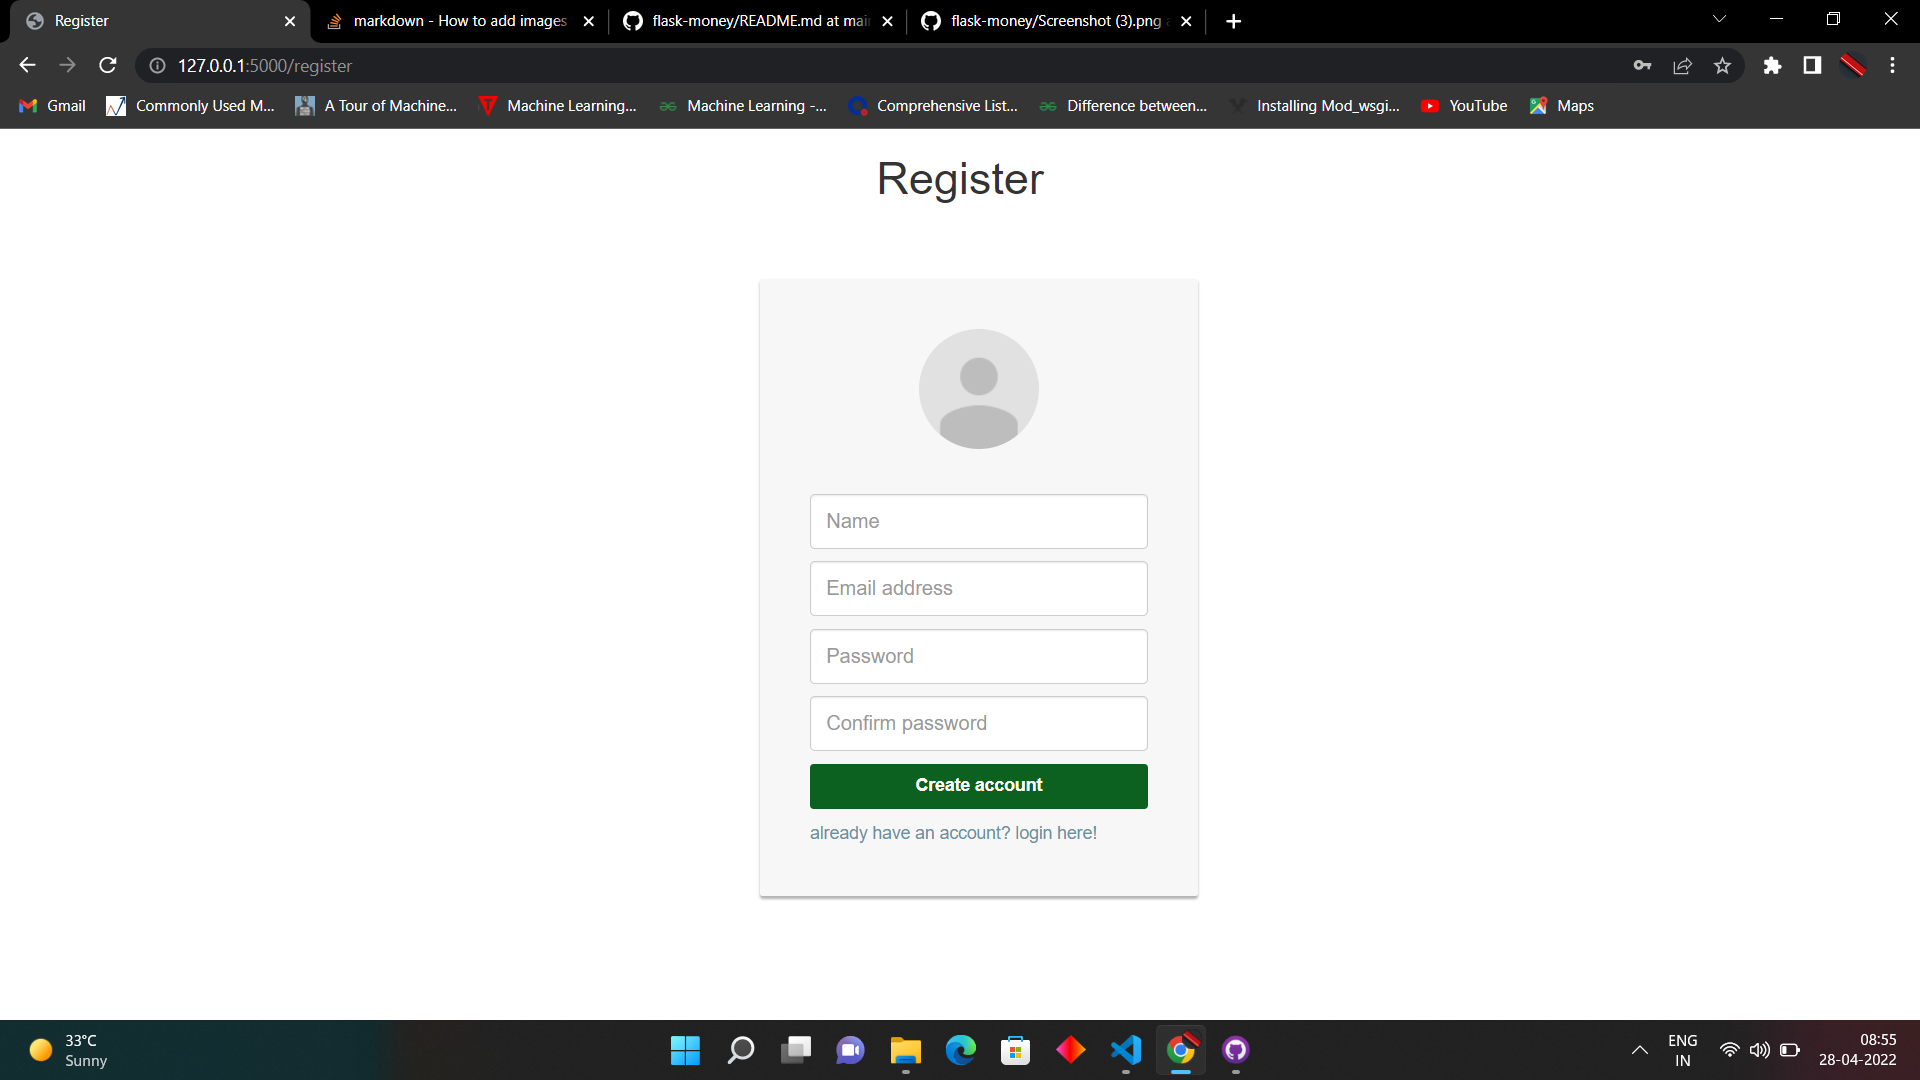 Register
markdown - How to add images
flask-money/README.md at mai
flask-money/Screenshot (3).png a
127.0.0.1:5000/register
Gmail
Commonly Used M...
A Tour of Machine...
Machine Learning...
Machine Learning -...
Comprehensive List...
Difference between...
Installing Mod_wsgi...
YouTube
Maps
Register
Name
Email address
Password
Confirm password
Create account
already have an account? login here!
33°C
Sunny
ENG
IN
08:55
28-04-2022